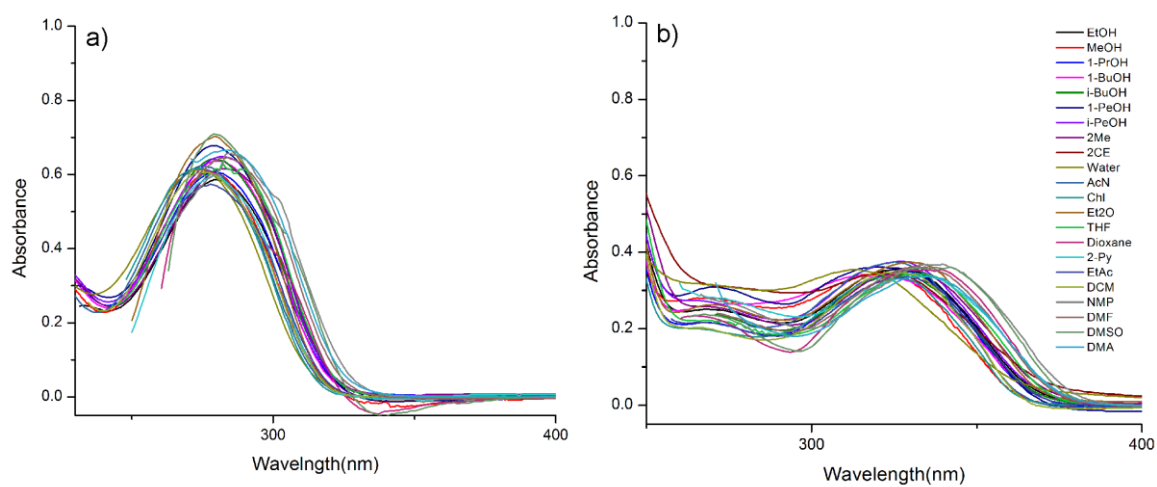 a)
1.0
0.8
0.6
0.4
0.2
0.0
Absorbance
300
400
Wavelngth(nm)
b)
1.0
0.8
0.6
0.4
0.2
0.0
Absorbance
300
400
Wavelength(nm)
EtOH
MeOH
1-PrOH
1-BuOH
i-BuOH
1-PeOH
i-PeOH
2Me
2CE
Water
AcN
Chl
Et2O
THF
Dioxane
2-Py
EtAc
DCM
NMP
DMF
DMSO
DMA